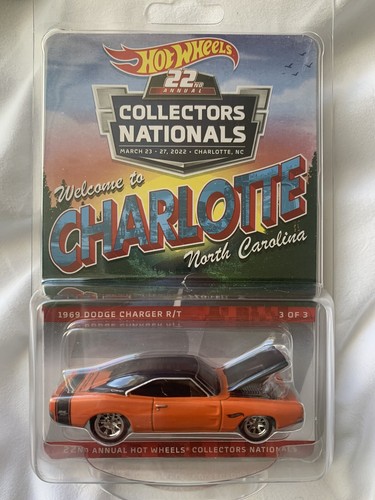 HOT WHEELS
22ND
ANNUAL
COLLECTORS
NATIONALS
MARCH 23 - 27, 2022 • CHARLOTTE, NC
Welcome to
CHARLOTTE
North Carolina
1969 DODGE CHARGER R/T 3 OF 3
22ND ANNUAL HOT WHEELS® COLLECTORS NATIONALS